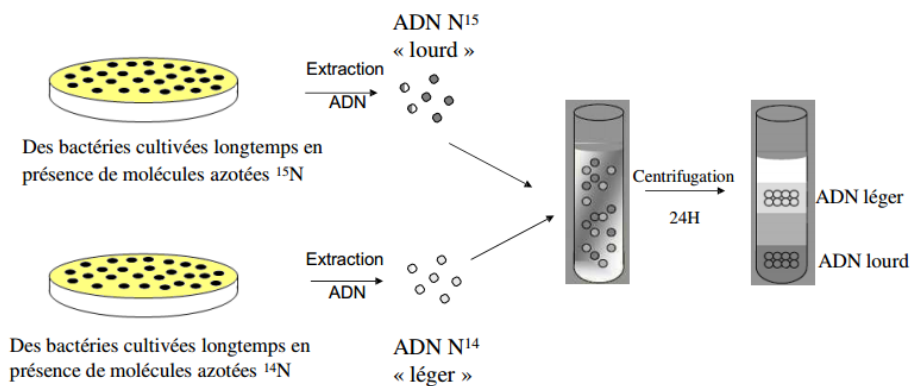 ADN N¹⁵
« lourd »
Extraction
ADN
Des bactéries cultivées longtemps en
présence de molécules azotées ¹⁵N
Centrifugation
24H
ADN léger
ADN lourd
Extraction
ADN
Des bactéries cultivées longtemps en
présence de molécules azotées ¹⁴N
ADN N¹⁴
« léger »